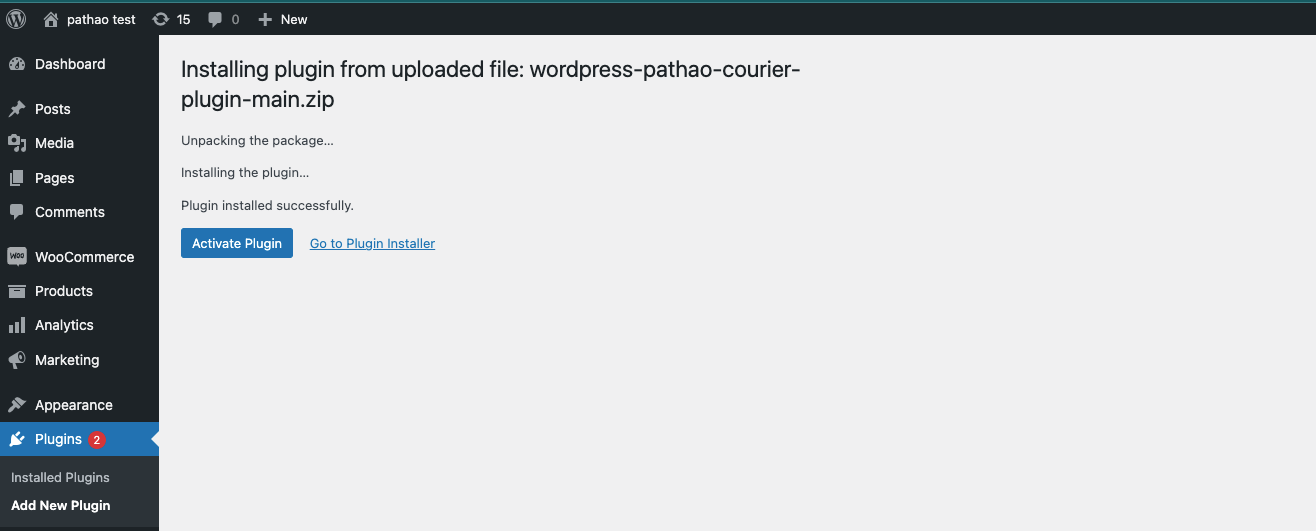 pathao test
15
0
New
Dashboard
Posts
Media
Pages
Comments
Woo
WooCommerce
Products
Analytics
Marketing
Appearance
Plugins 2
Installed Plugins
Add New Plugin
Installing plugin from uploaded file: wordpress-pathao-courier-
plugin-main.zip
Unpacking the package…
Installing the plugin…
Plugin installed successfully.
Activate Plugin
Go to Plugin Installer